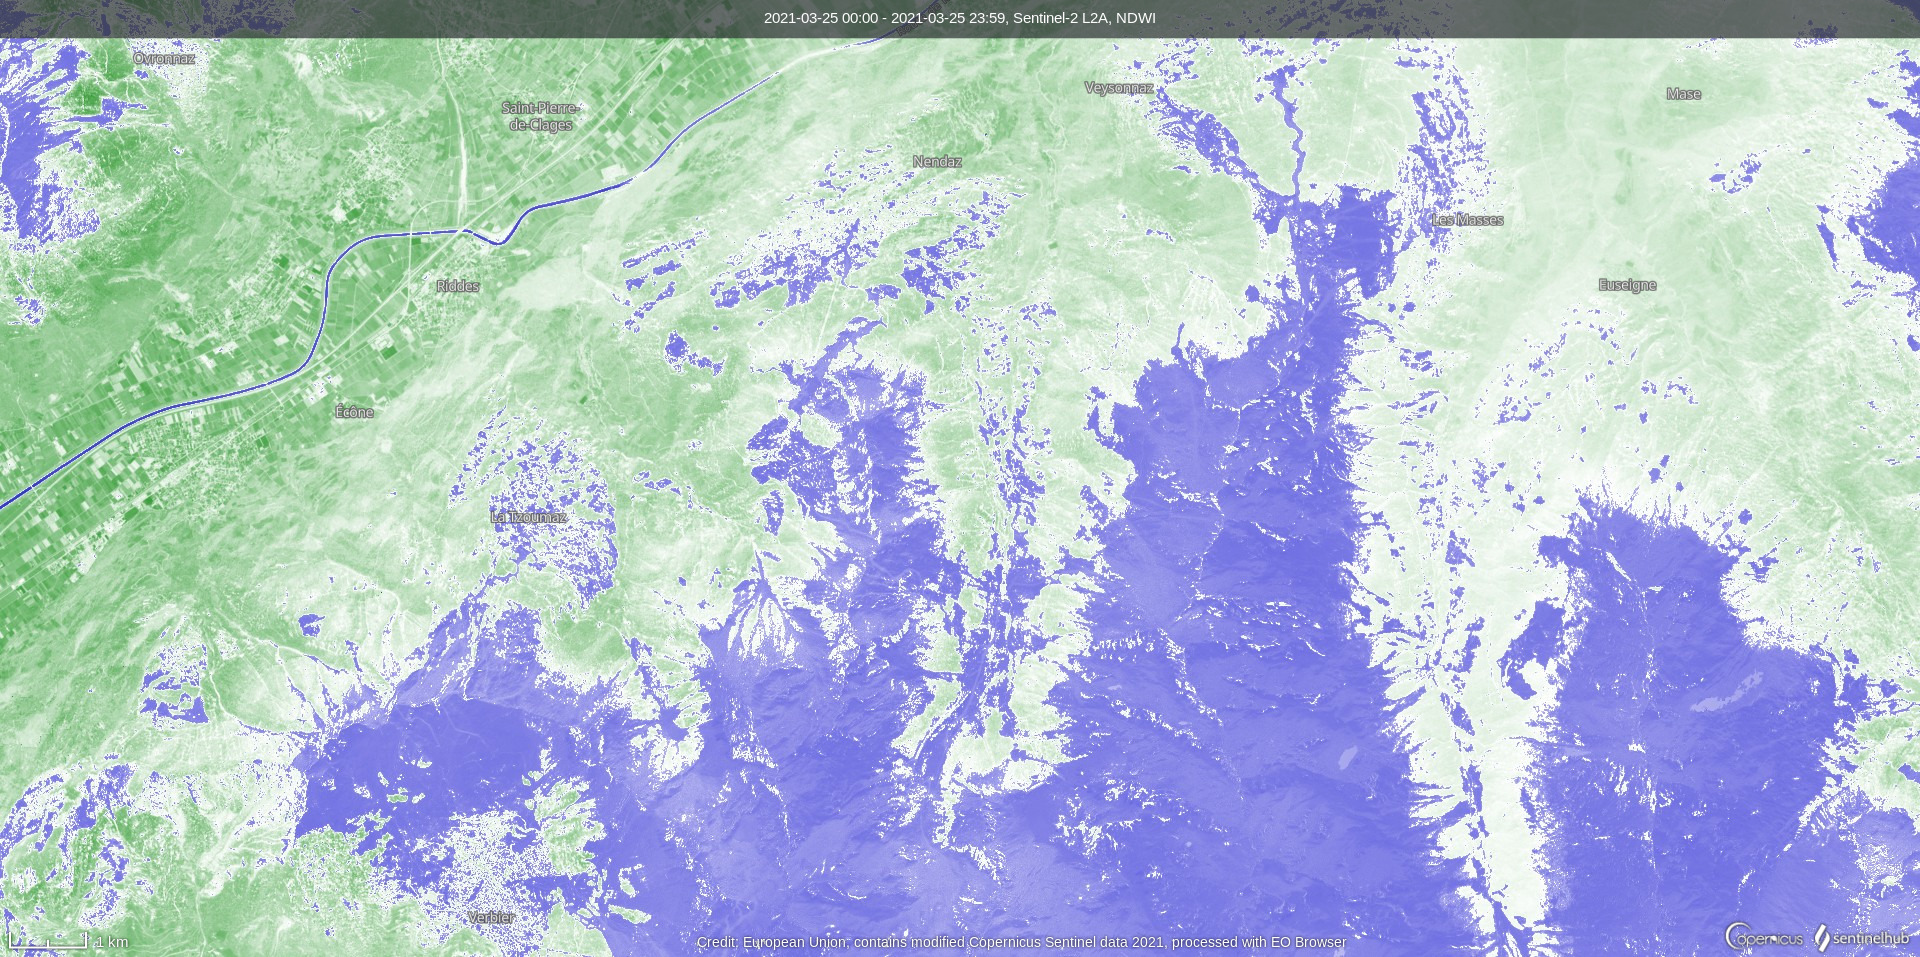 2021-03-25 00:00 - 2021-03-25 23:59, Sentinel-2 L2A, NDWI
Ovronnaz
Veysonnaz
Mase
Saint-Pierre-
de-Clages
Nendaz
Les Masses
Riddes
Euseigne
Écône
La Tzoumaz
Verbier
1 km
Credit: European Union, contains modified Copernicus Sentinel data 2021, processed with EO Browser
opernicus
sentinelhub